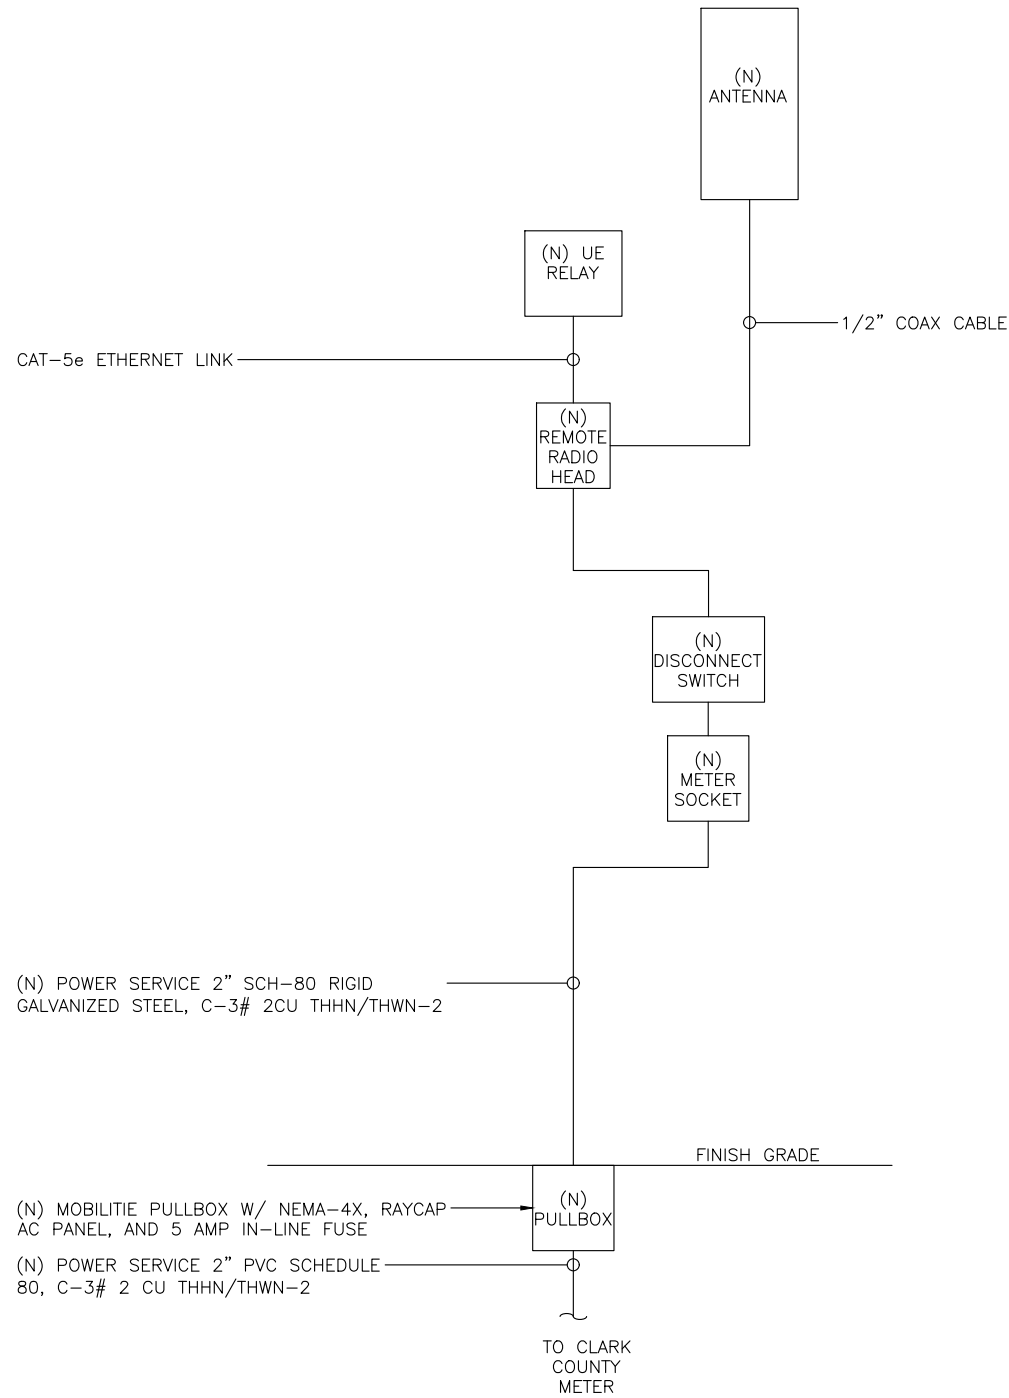 (N)
ANTENNA
(N) UE
RELAY
1/2” COAX CABLE
CAT-5e ETHERNET LINK
(N)
REMOTE
RADIO
HEAD
(N)
DISCONNECT
SWITCH
(N)
METER
SOCKET
(N) POWER SERVICE 2” SCH-80 RIGID
GALVANIZED STEEL, C-3# 2CU THHN/THWN-2
FINISH GRADE
(N) MOBILITIE PULLBOX W/ NEMA-4X, RAYCAP
AC PANEL, AND 5 AMP IN-LINE FUSE
(N)
PULLBOX
(N) POWER SERVICE 2” PVC SCHEDULE
80, C-3# 2 CU THHN/THWN-2
TO CLARK
COUNTY
METER